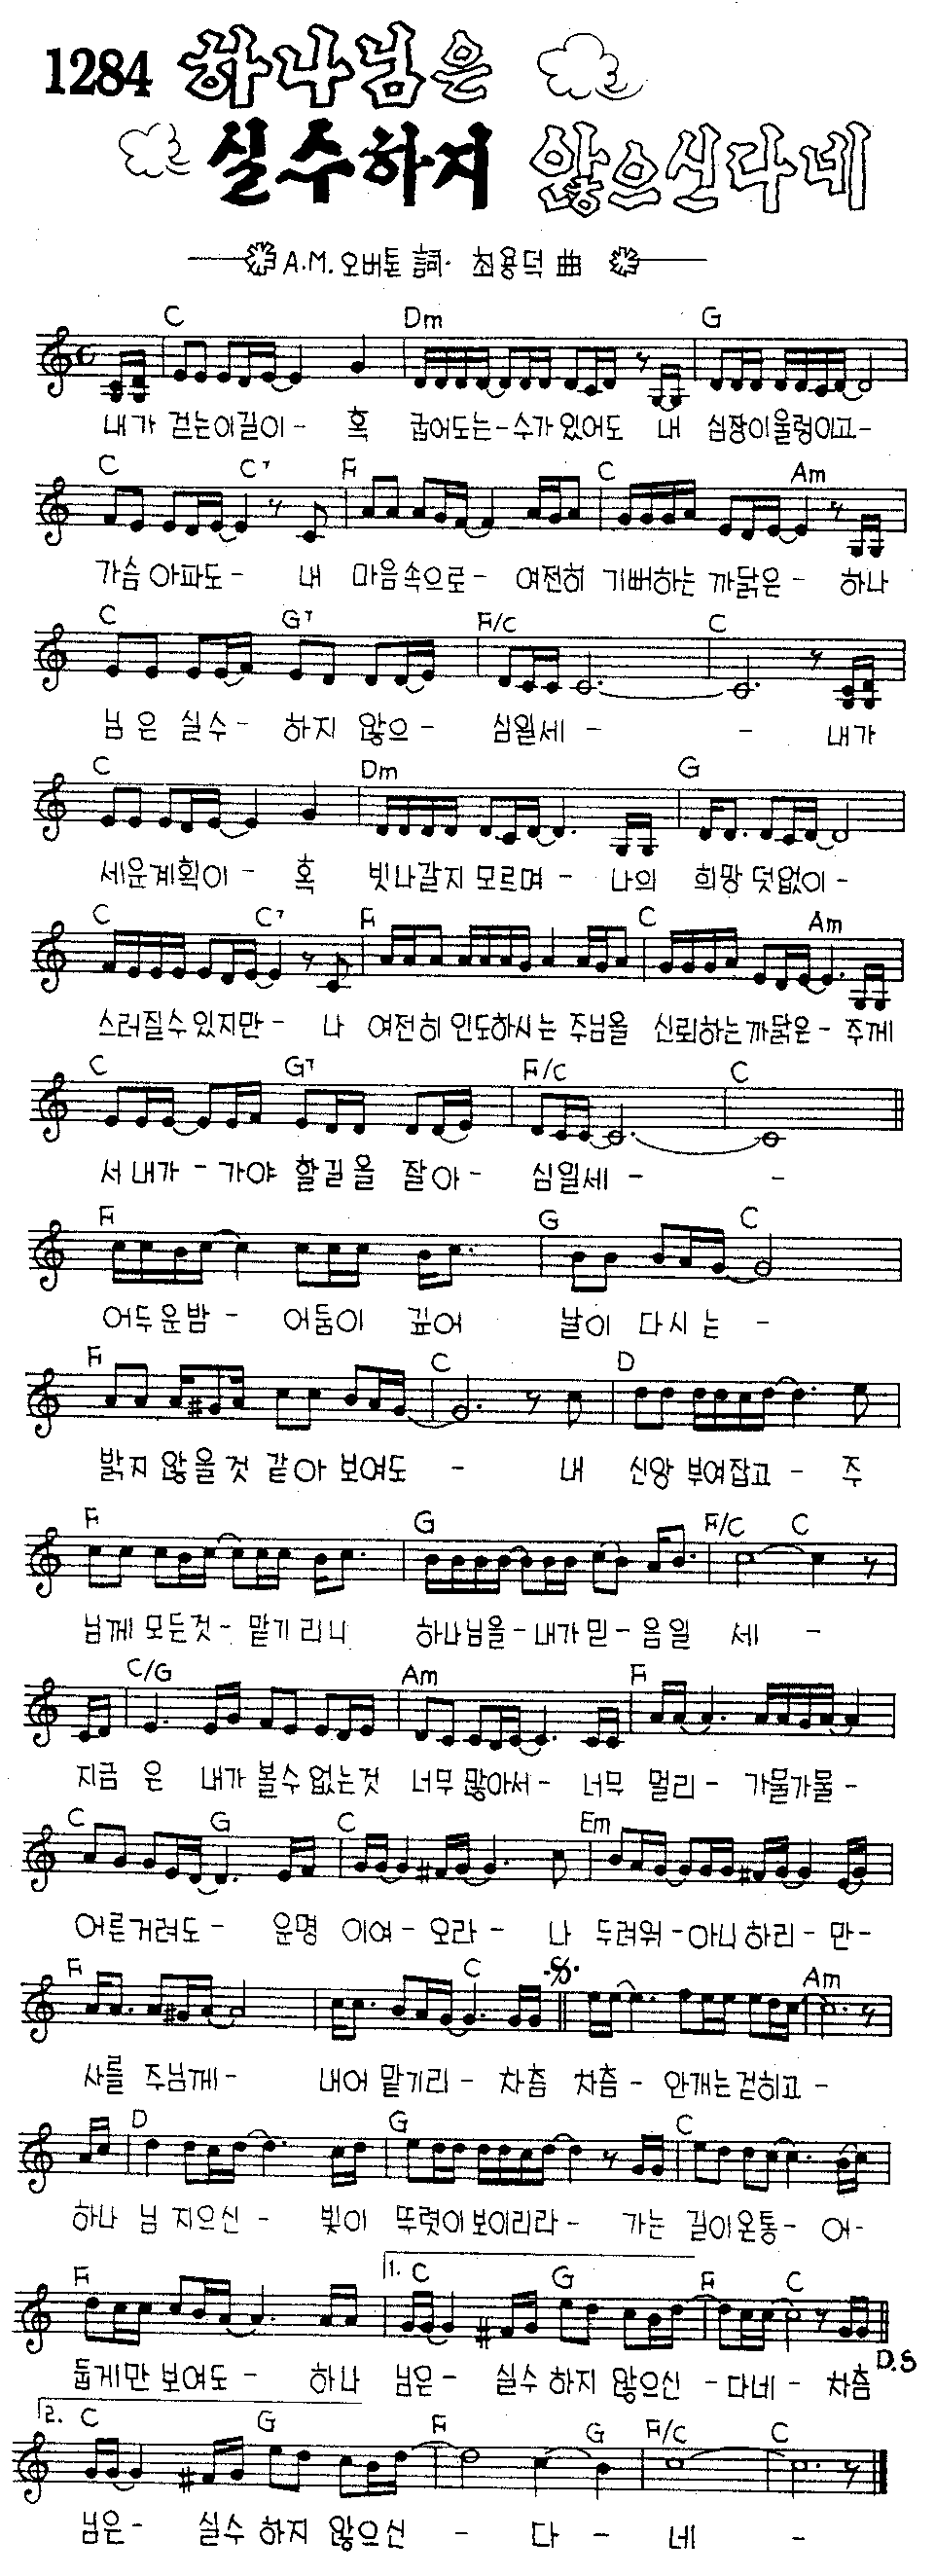 1284 하나님은
실수하지 않으신다네
A.M. 오버톤 詞· 최용덕 曲
C Dm G
내가 걷는이길이- 혹 굽어도는-수가있어도 내 심장이울렁이고-
C C7 F C Am
가슴아파도- 내 마음속으로- 여전히 기뻐하는 까닭은- 하나
C G7 F/C C
님은 실수- 하지 않으- 심일세- - 내가
C Dm G
세운계획이- 혹 빗나갈지 모르며- 나의 희망 덧없이-
C C7 F C Am
스러질수있지만- 나 여전히 인도하시는 주님을 신뢰하는까닭은- 주께
C G7 F/C C
서 내가-가야 할길을 잘아- 심일세- -
F G C
어두운밤- 어둠이 깊어 날이 다시는-
F C D
밝지 않을것 같아 보여도 - 내 신앙 부여잡고- 주
F G F/C C
님께 모든것-맡기리니 하나님을-내가믿-음일 세 -
C/G Am F
지금 은 내가 볼수없는것 너무많아서- 너무 멀리- 가물가물-
C G C Em
어른거려도- 운명 이여-오라- 나 두려워-아니하리-만-
F C Am
사를 주님께- 내어 맡기리- 차츰 차츰- 안개는걷히고-
D G C
하나 님 지으신- 빛이 뚜렷이보이리라- 가는 길이온통-어-
F 1. C G F C
둡게만 보여도- 하나 님은- 실수하지 않으신 -다네- 차츰
D.S
2. C G F G F/C C
님은- 실수 하지 않으신 - 다 - 네 -